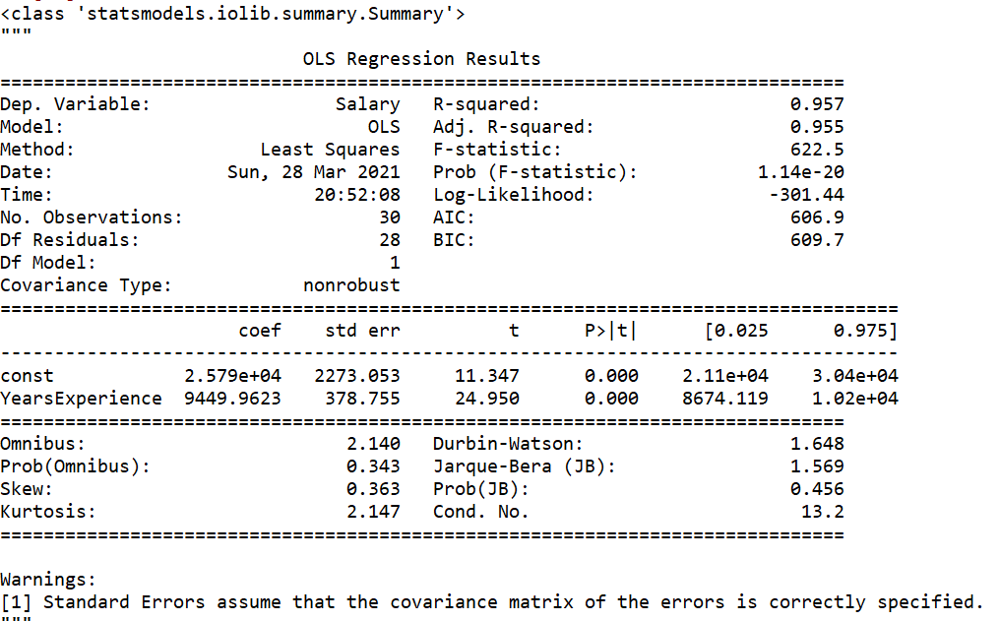 <class 'statsmodels.iolib.summary.Summary'>
"""
                            OLS Regression Results
==============================================================================
Dep. Variable:                 Salary   R-squared:                       0.957
Model:                            OLS   Adj. R-squared:                  0.955
Method:                 Least Squares   F-statistic:                     622.5
Date:                Sun, 28 Mar 2021   Prob (F-statistic):           1.14e-20
Time:                        20:52:08   Log-Likelihood:                -301.44
No. Observations:                  30   AIC:                             606.9
Df Residuals:                      28   BIC:                             609.7
Df Model:                           1
Covariance Type:            nonrobust
===================================================================================
                      coef    std err          t      P>|t|      [0.025      0.975]
-----------------------------------------------------------------------------------
const            2.579e+04   2273.053     11.347      0.000    2.11e+04    3.04e+04
YearsExperience  9449.9623    378.755     24.950      0.000    8674.119    1.02e+04
==============================================================================
Omnibus:                        2.140   Durbin-Watson:                   1.648
Prob(Omnibus):                  0.343   Jarque-Bera (JB):                1.569
Skew:                           0.363   Prob(JB):                        0.456
Kurtosis:                       2.147   Cond. No.                         13.2
==============================================================================

Warnings:
[1] Standard Errors assume that the covariance matrix of the errors is correctly specified.
"""